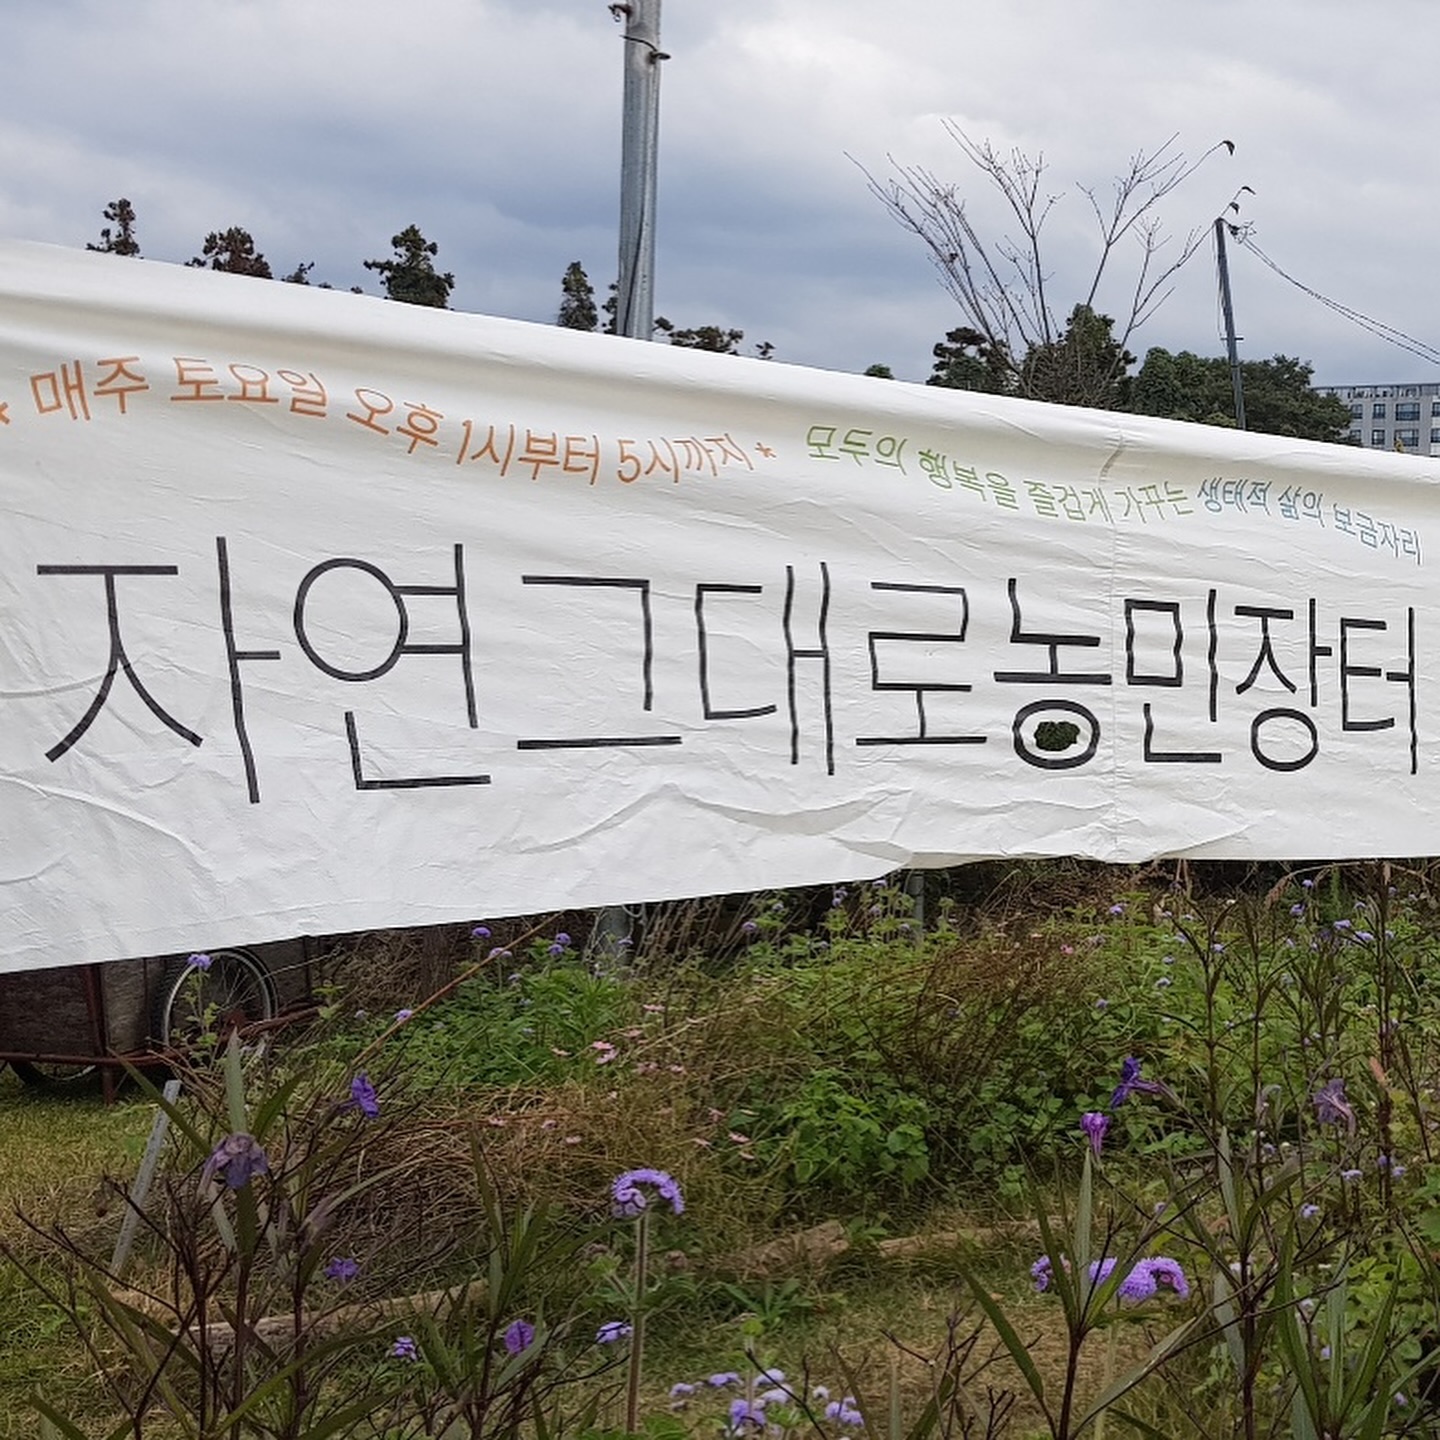 * 매주 토요일 오후 1시부터 5시까지 * 모두의 행복을 즐겁게 가꾸는 생태적 삶의 보금자리
자연그대로농민장터